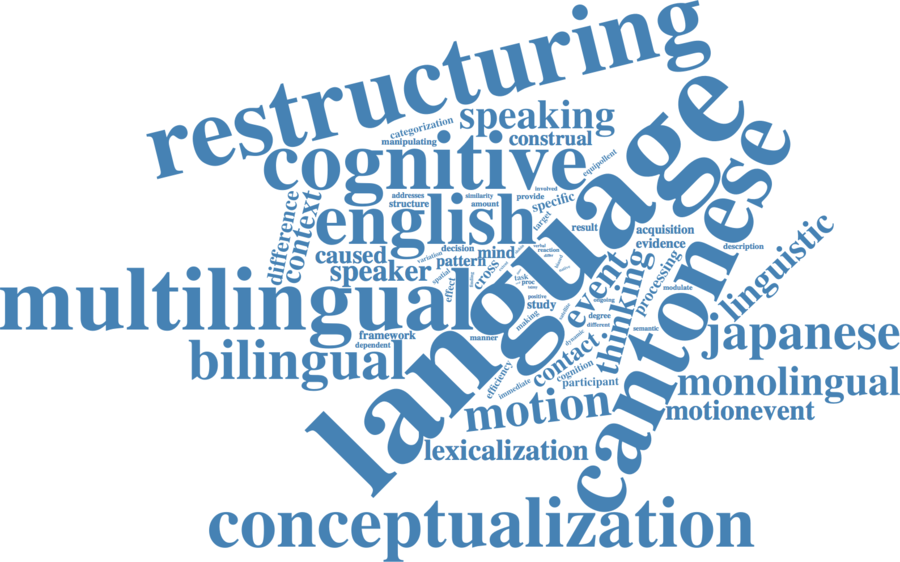 restructuring
language
cantonese
speaking
categorization
manipulating
construal
cognitive
equipollent
addresses
similarity
involved
structure
amount
provide
specific
difference
context
english
target
result
acquisition
evidence
description
caused
decision
variation
mind
pattern
speaker
spatial
effect
cross
verbal
reaction
event
thinking
processing
linguistic
multilingual
task
proc
modulate
positive
study
making
ongoing
degree
different
semantic
framework
dependent
manner
dynamic
bilingual
contact
cognition
japanese
efficiency
immediate
participant
monolingual
motion
motionevent
lexicalization
conceptualization